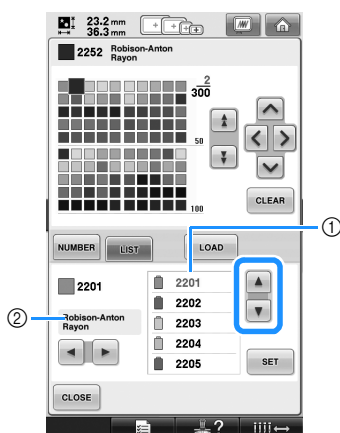 23.2 mm
36.3 mm
2252 Robison-Anton
Rayon
2
300
50
100
CLEAR
NUMBER
LIST
LOAD
①
2201
2201
2202
Robison-Anton
Rayon
②
2203
2204
2205
SET
CLOSE
?